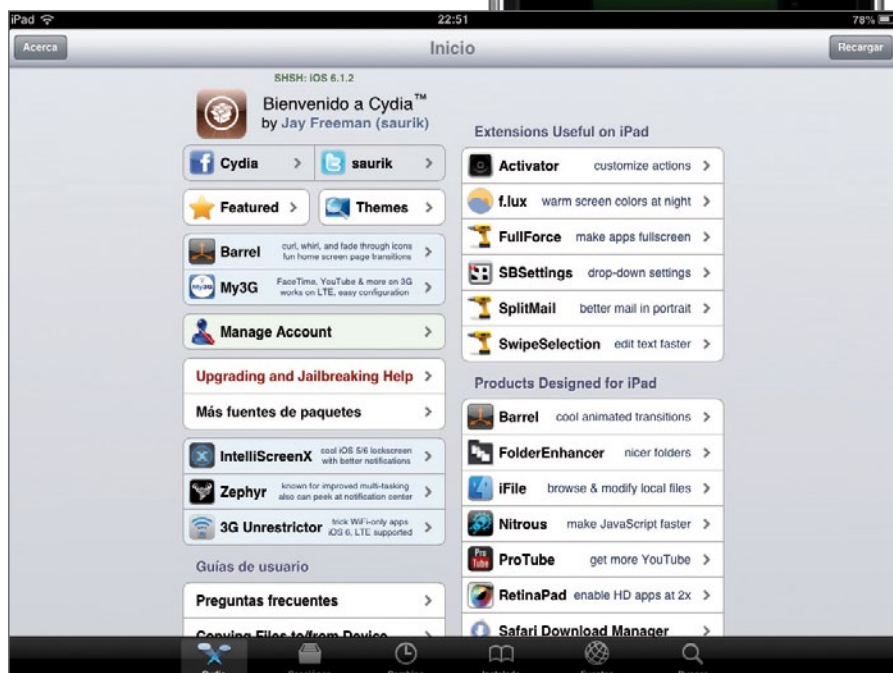 iPad
22:51
78%
Acerca
Inicio
Recargar
SHSH: iOS 6.1.2
Bienvenido a Cydia™
by Jay Freeman (saurik)
Cydia
saurik
Featured
Themes
Barrel
curl, whirl, and fade through icons
fun home screen page transitions
My3G
FaceTime, YouTube & more on 3G
works on LTE, easy configuration
Manage Account
Upgrading and Jailbreaking Help
Más fuentes de paquetes
IntelliScreenX
cool iOS 5/6 lockscreen
with better notifications
Zephyr
known for improved multi-tasking
also can peek at notification center
3G Unrestrictor
trick WiFi-only apps
iOS 6, LTE supported
Guías de usuario
Preguntas frecuentes
Copying Files to/from Device
Extensions Useful on iPad
Activator customize actions
f.lux warm screen colors at night
FullForce make apps fullscreen
SBSettings drop-down settings
SplitMail better mail in portrait
SwipeSelection edit text faster
Products Designed for iPad
Barrel cool animated transitions
FolderEnhancer nicer folders
iFile browse & modify local files
Nitrous make JavaScript faster
Pro
Tube
ProTube get more YouTube
RetinaPad enable HD apps at 2x
Safari Download Manager